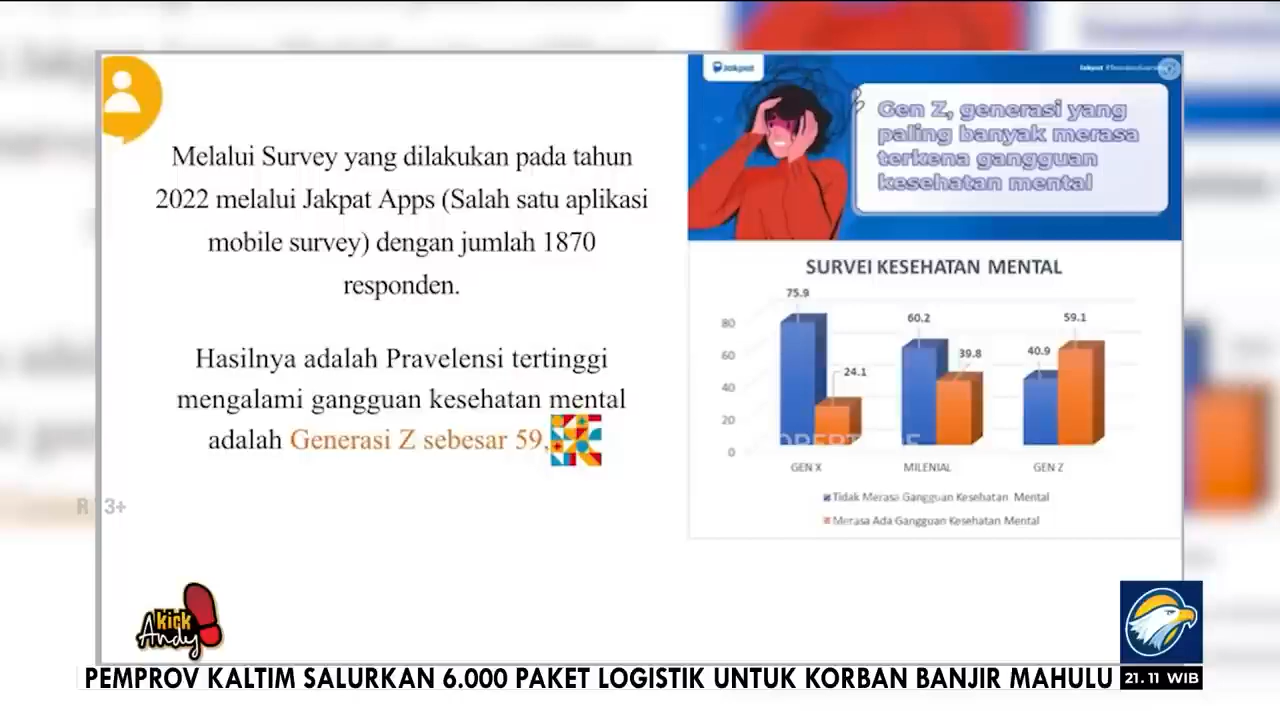 Melalui Survey yang dilakukan pada tahun
2022 melalui Jakpat Apps (Salah satu aplikasi
mobile survey) dengan jumlah 1870
responden.
Hasilnya adalah Pravelensi tertinggi
mengalami gangguan kesehatan mental
adalah Generasi Z sebesar 59,
Jakpat
Jakpat
Gen Z, generasi yang
paling banyak merasa
terkena gangguan
kesehatan mental
SURVEI KESEHATAN MENTAL
80
60
40
20
0
75.9
24.1
60.2
39.8
40.9
59.1
GEN X
MILENIAL
GEN Z
Tidak Merasa Gangguan Kesehatan Mental
Merasa Ada Gangguan Kesehatan Mental
kick
Andy
PEMPROV KALTIM SALURKAN 6.000 PAKET LOGISTIK UNTUK KORBAN BANJIR MAHULU
21.11 WIB